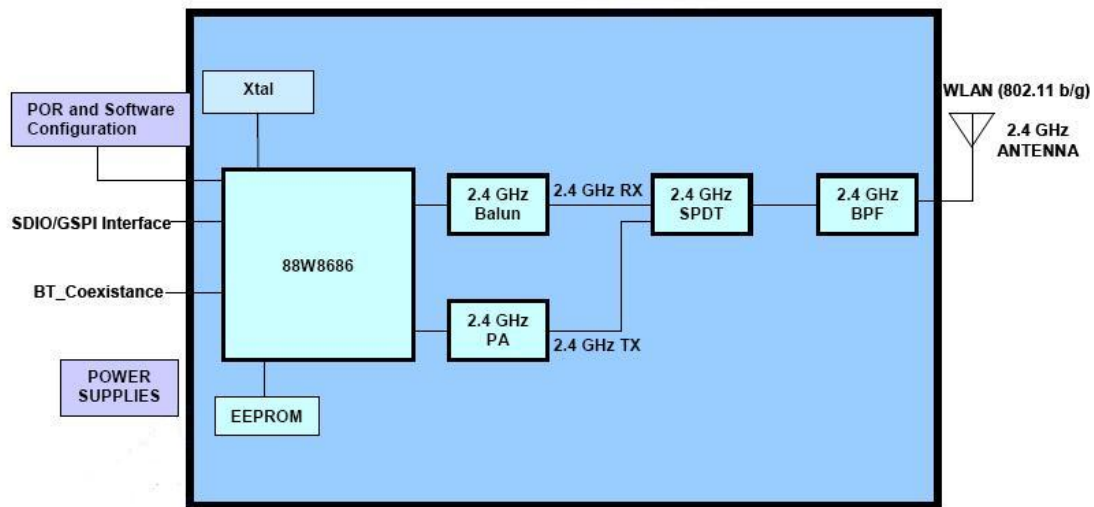 Xtal
POR and Software
Configuration
WLAN (802.11 b/g)
2.4 GHz
ANTENNA
2.4 GHz
Balun
2.4 GHz RX
2.4 GHz
SPDT
2.4 GHz
BPF
SDIO/GSPI Interface
88W8686
BT_Coexistance
2.4 GHz
PA
2.4 GHz TX
POWER
SUPPLIES
EEPROM